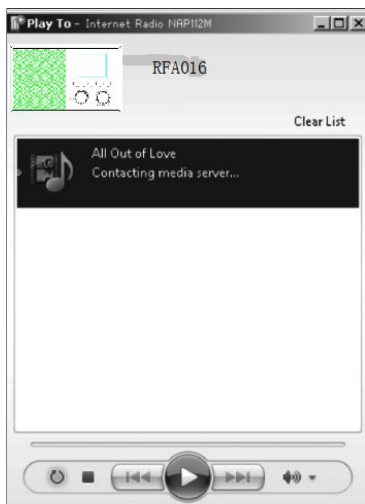 Play To - Internet Radio NAP112M
RFA016
Clear List
All Out of Love
Contacting media server...